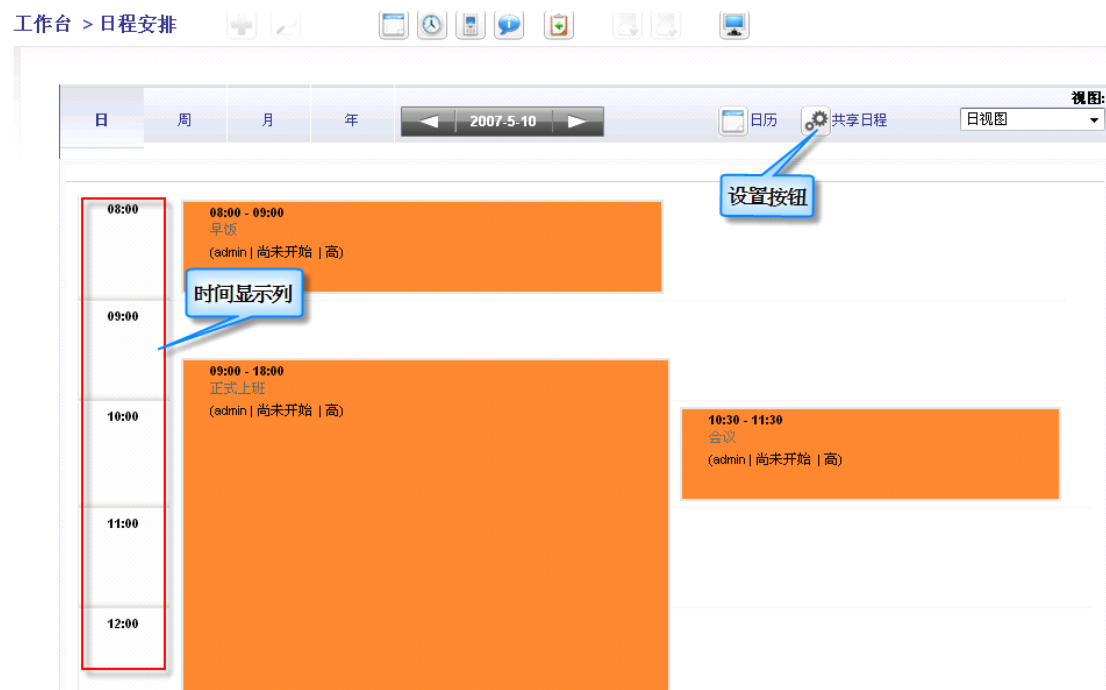 工作台 > 日程安排
视图:
日 周 月 年 2007-5-10 日历 共享日程 日视图
设置按钮
08:00
08:00 - 09:00
早饭
(admin | 尚未开始 | 高)
时间显示列
09:00
09:00 - 18:00
正式上班
(admin | 尚未开始 | 高)
10:00
10:30 - 11:30
会议
(admin | 尚未开始 | 高)
11:00
12:00